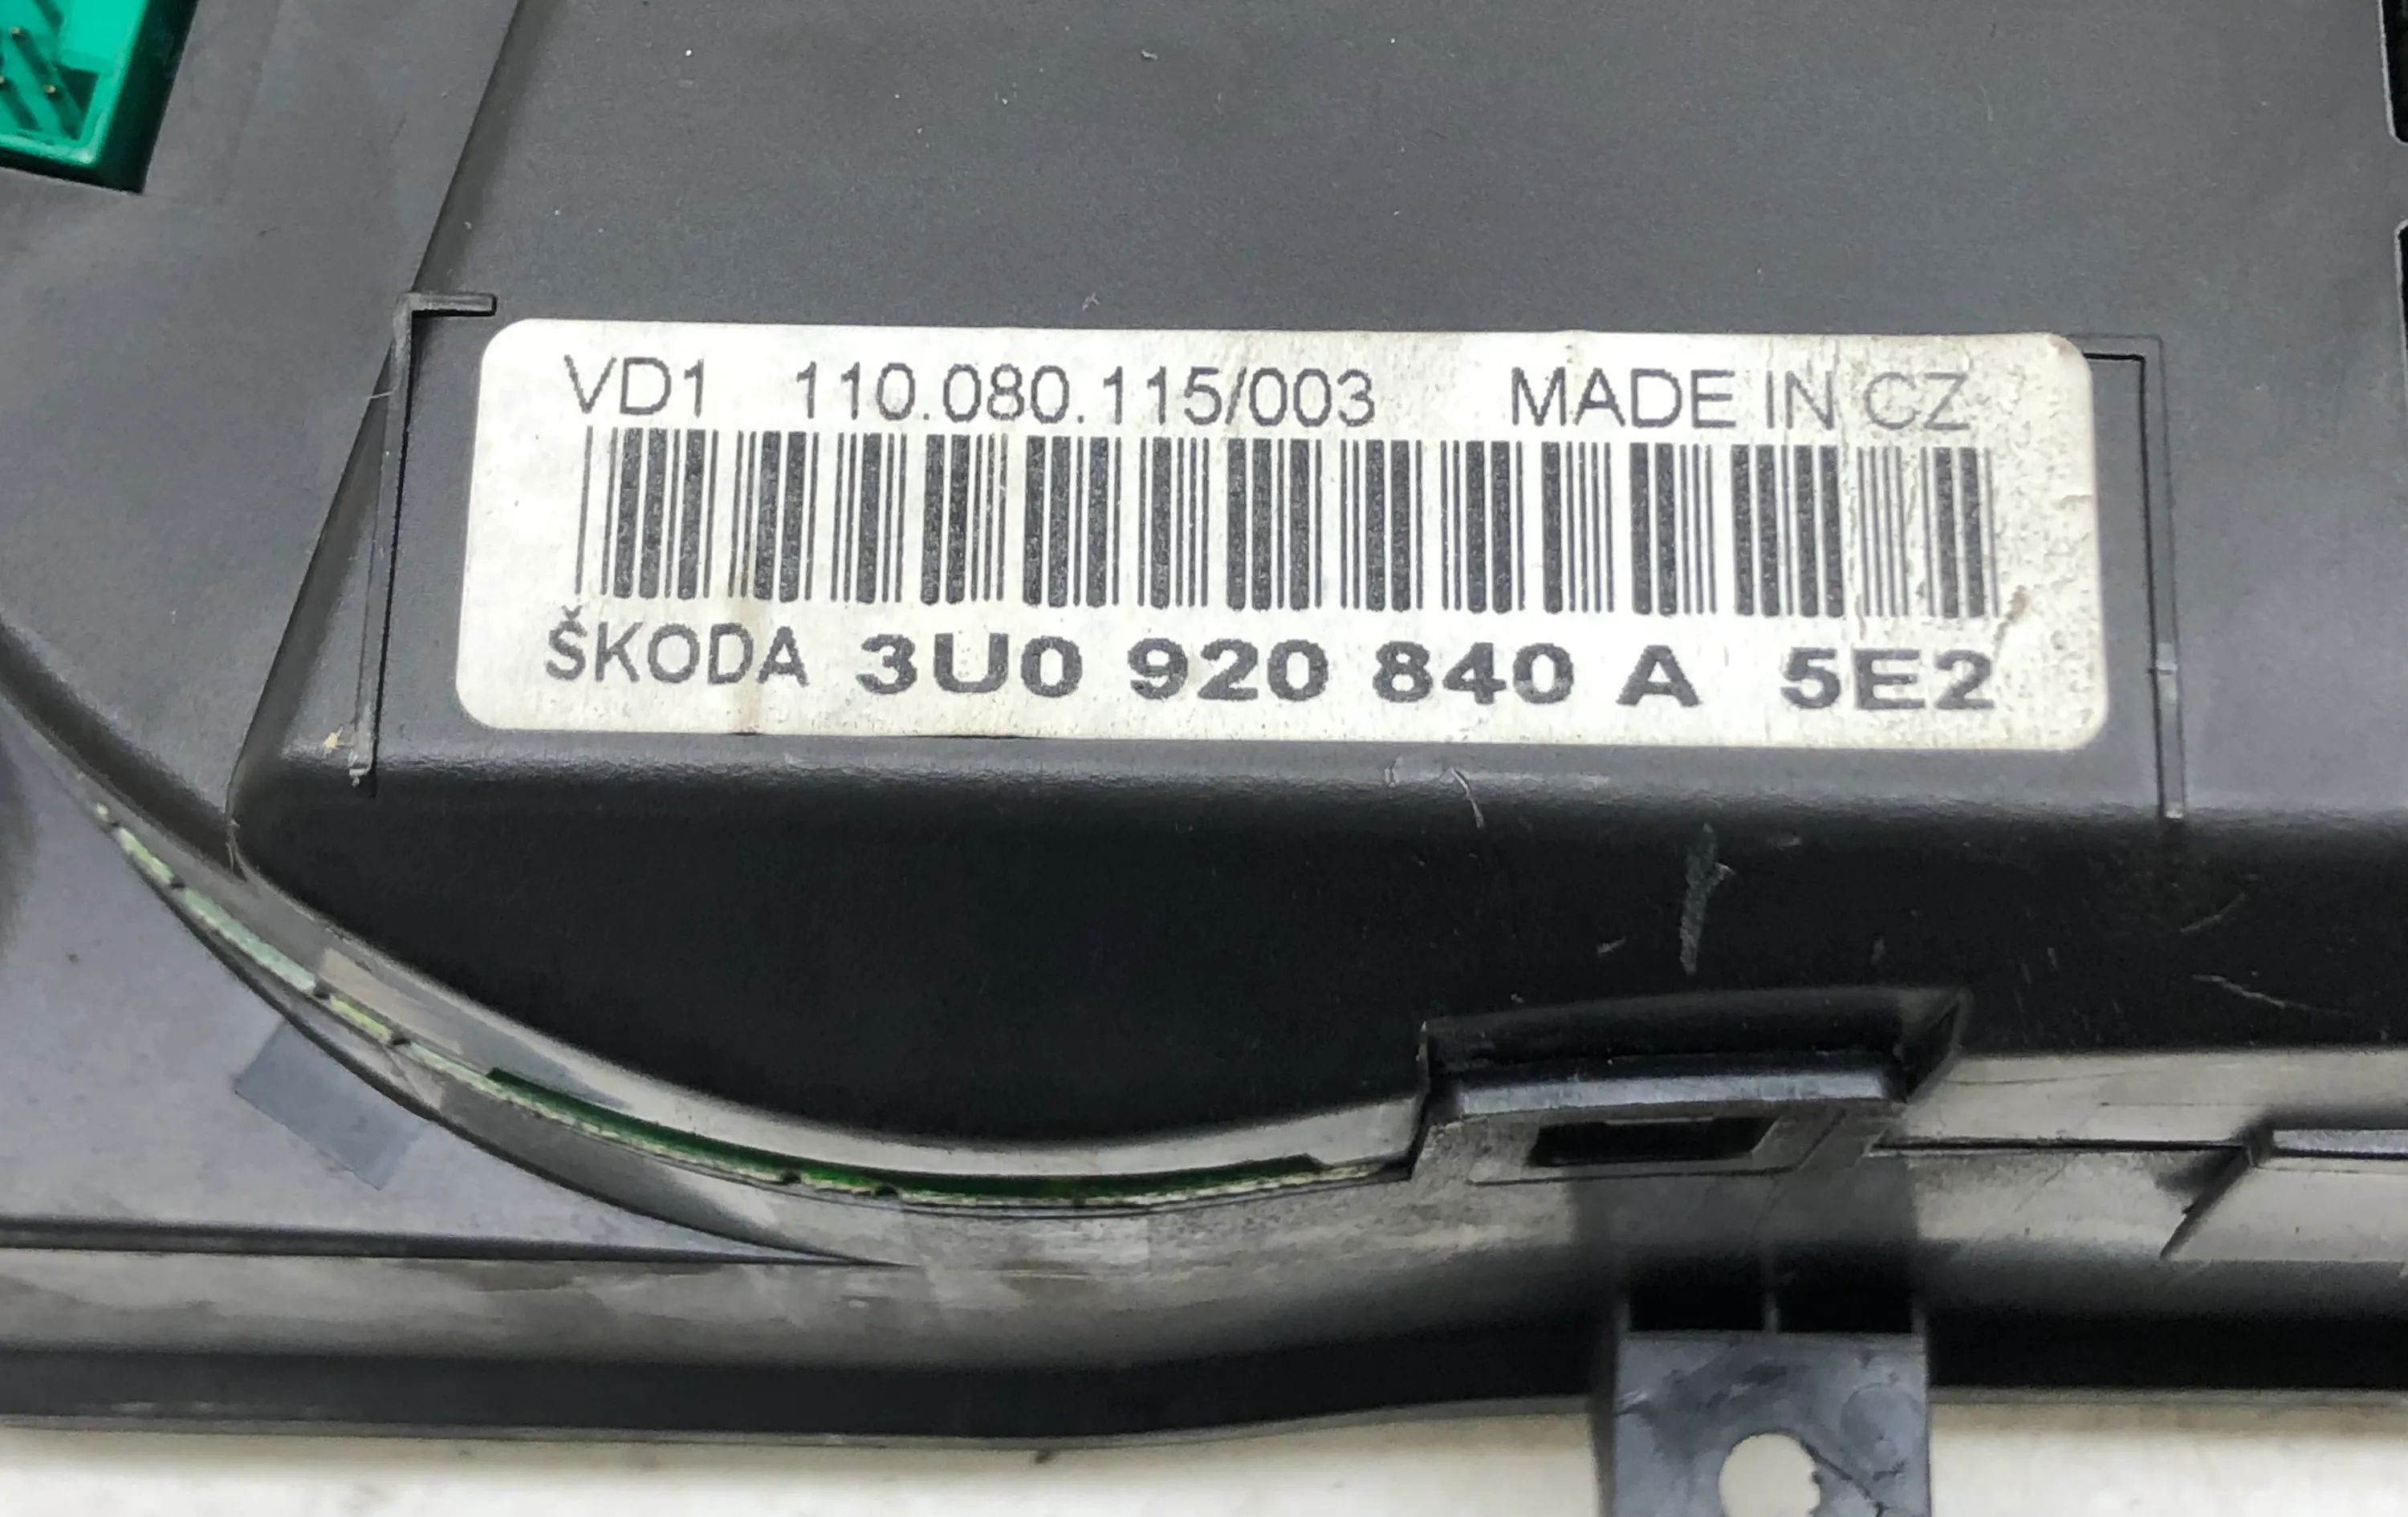 VD1 110.080.115/003 MADE IN CZ
ŠKODA 3U0 920 840 A 5E2